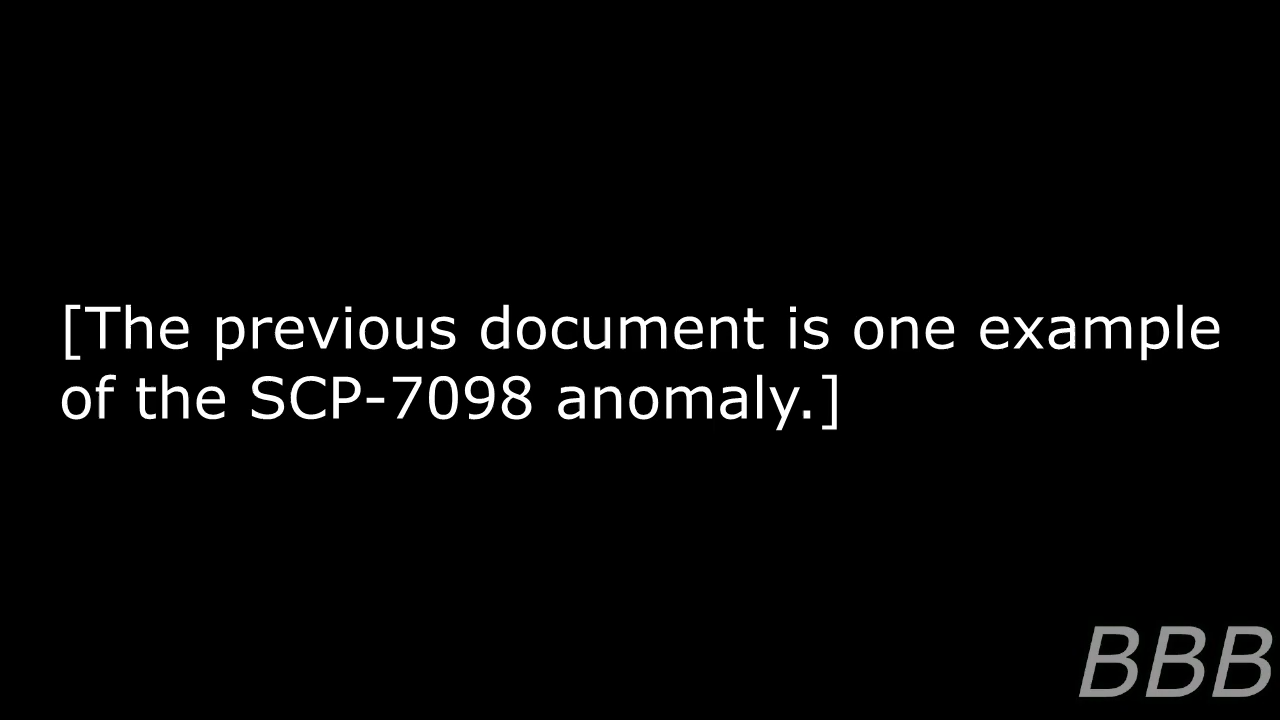 [The previous document is one example
of the SCP-7098 anomaly.]
BBB